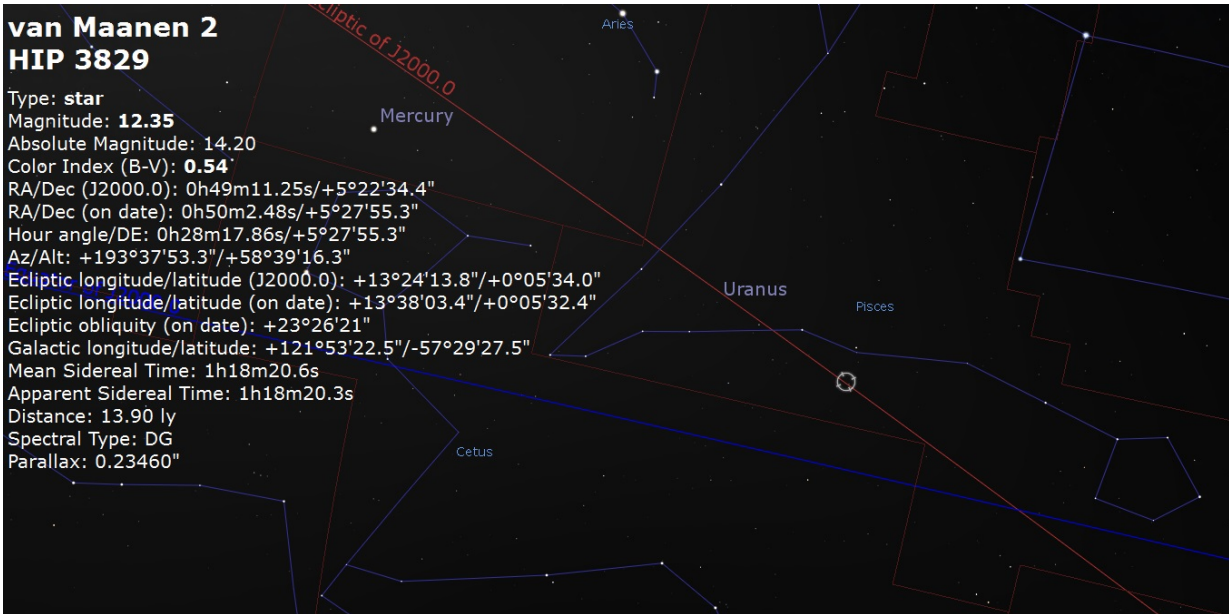 van Maanen 2
HIP 3829
Type: star
Magnitude: 12.35
Absolute Magnitude: 14.20
Color Index (B-V): 0.54
RA/Dec (J2000.0): 0h49m11.25s/+5°22'34.4"
RA/Dec (on date): 0h50m2.48s/+5°27'55.3"
Hour angle/DE: 0h28m17.86s/+5°27'55.3"
Az/Alt: +193°37'53.3"/+58°39'16.3"
Ecliptic longitude/latitude (J2000.0): +13°24'13.8"/+0°05'34.0"
Ecliptic longitude/latitude (on date): +13°38'03.4"/+0°05'32.4"
Ecliptic obliquity (on date): +23°26'21"
Galactic longitude/latitude: +121°53'22.5"/-57°29'27.5"
Mean Sidereal Time: 1h18m20.6s
Apparent Sidereal Time: 1h18m20.3s
Distance: 13.90 ly
Spectral Type: DG
Parallax: 0.23460"
Ecliptic of J2000.0
Aries
Mercury
Uranus
Pisces
Cetus
of J2000.0